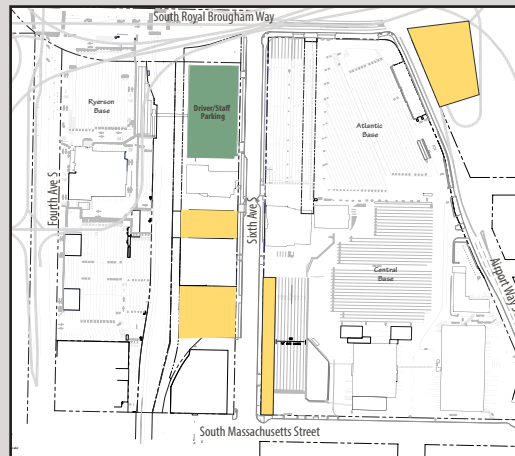 South Royal Brougham Way
Ryerson
Base
Driver/Staff
Parking
Atlantic
Base
Fourth Ave S
Sixth Ave S
Central
Base
Airport Way S
South Massachusetts Street